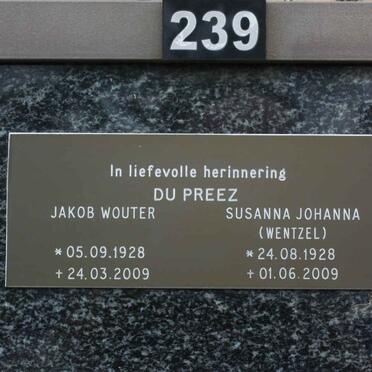 239
In liefevolle herinnering
DU PREEZ
JAKOB WOUTER SUSANNA JOHANNA
(WENTZEL)
* 05.09.1928 * 24.08.1928
+ 24.03.2009 + 01.06.2009